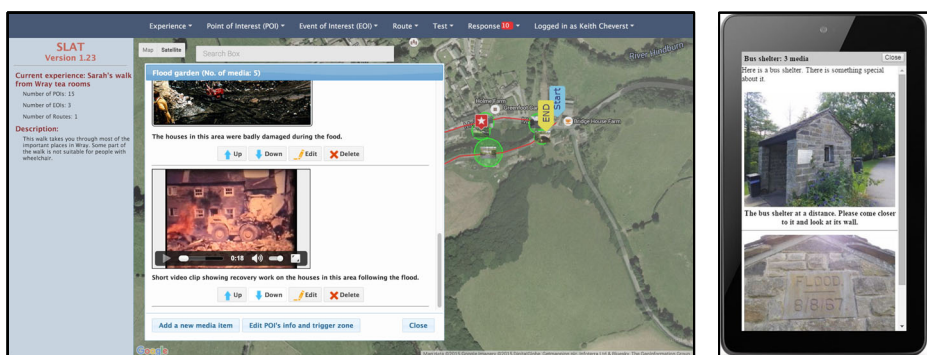 Experience
Point of Interest (POI)
Event of Interest (EOI)
Route
Test
Response 10
Logged in as Keith Cheverst
SLAT
Version 1.23
Current experience: Sarah's walk
from Wray tea rooms
Number of POIs: 15
Number of EOIs: 3
Number of Routes: 1
Description:
This walk takes you through most of the
important places in Wray. Some part of
the walk is not suitable for people with
wheelchair.
Map
Satellite
Search Box
River Hindburn
Flood garden (No. of media: 5)
The houses in this area were badly damaged during the flood.
Up
Down
Edit
Delete
0:18
Short video clip showing recovery work on the houses in this area following the flood.
Up
Down
Edit
Delete
Add a new media item
Edit POI's info and trigger zone
Close
Holme Farm
END
Start
Bridge House Farm
Google
Bus shelter: 3 media
Close
Here is a bus shelter. There is something special
about it.
The bus shelter at a distance. Please come closer
to it and look at its wall.
FLOOD
8/8/67